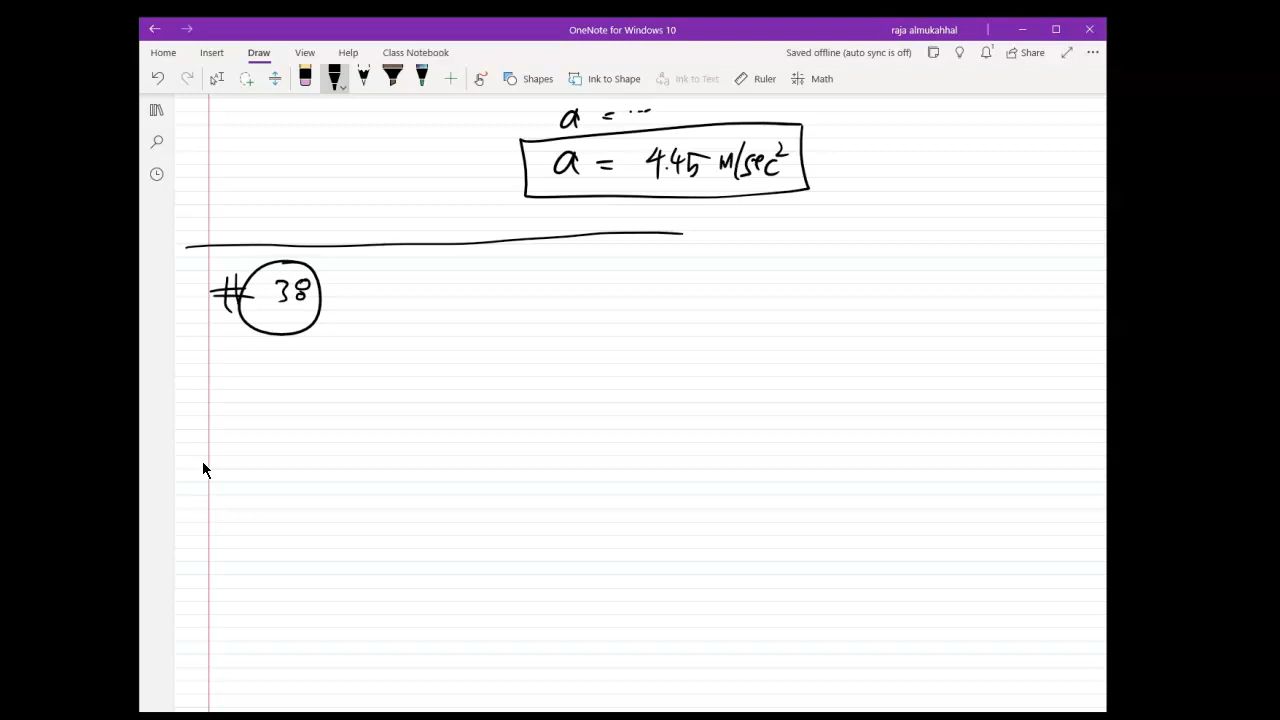 OneNote for Windows 10
raja almukahhal
Home Insert Draw View Help Class Notebook
Saved offline (auto sync is off)
Share
Shapes
Ink to Shape
Ink to Text
Ruler
Math
a = ...
a = 4.45 m/sec²
# 38